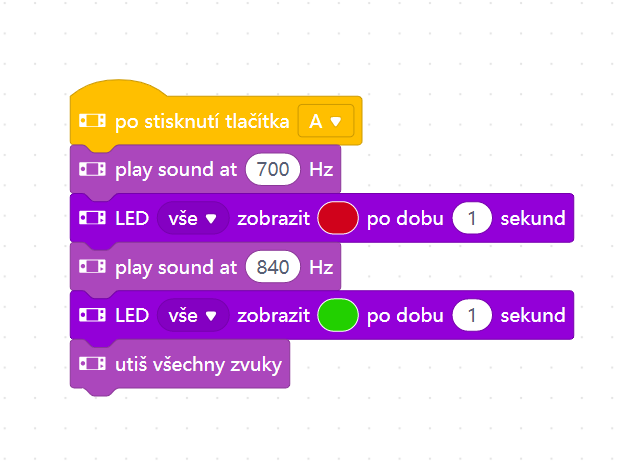 po stisknutí tlačítka A
play sound at 700 Hz
LED vše zobrazit po dobu 1 sekund
play sound at 840 Hz
LED vše zobrazit po dobu 1 sekund
utiš všechny zvuky